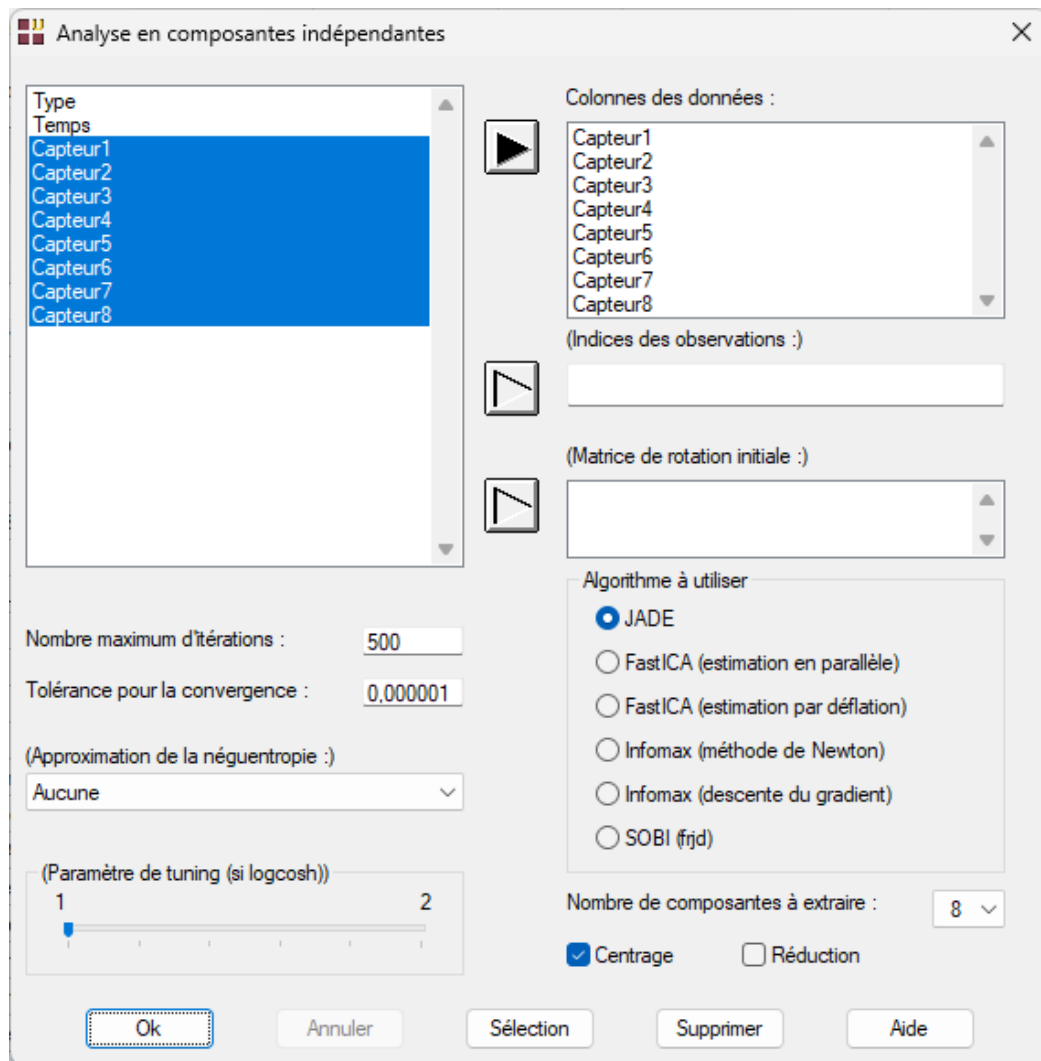 Analyse en composantes indépendantes
Type
Temps
Capteur1
Capteur2
Capteur3
Capteur4
Capteur5
Capteur6
Capteur7
Capteur8
Colonnes des données :
Capteur1
Capteur2
Capteur3
Capteur4
Capteur5
Capteur6
Capteur7
Capteur8
(Indices des observations :)
(Matrice de rotation initiale :)
Nombre maximum d'itérations : 500
Tolérance pour la convergence : 0,000001
(Approximation de la néguentropie :)
Aucune
(Paramètre de tuning (si logcosh))
1 2
Algorithme à utiliser
JADE
FastICA (estimation en parallèle)
FastICA (estimation par déflation)
Infomax (méthode de Newton)
Infomax (descente du gradient)
SOBI (frjd)
Nombre de composantes à extraire : 8
Centrage Réduction
Ok Annuler Sélection Supprimer Aide